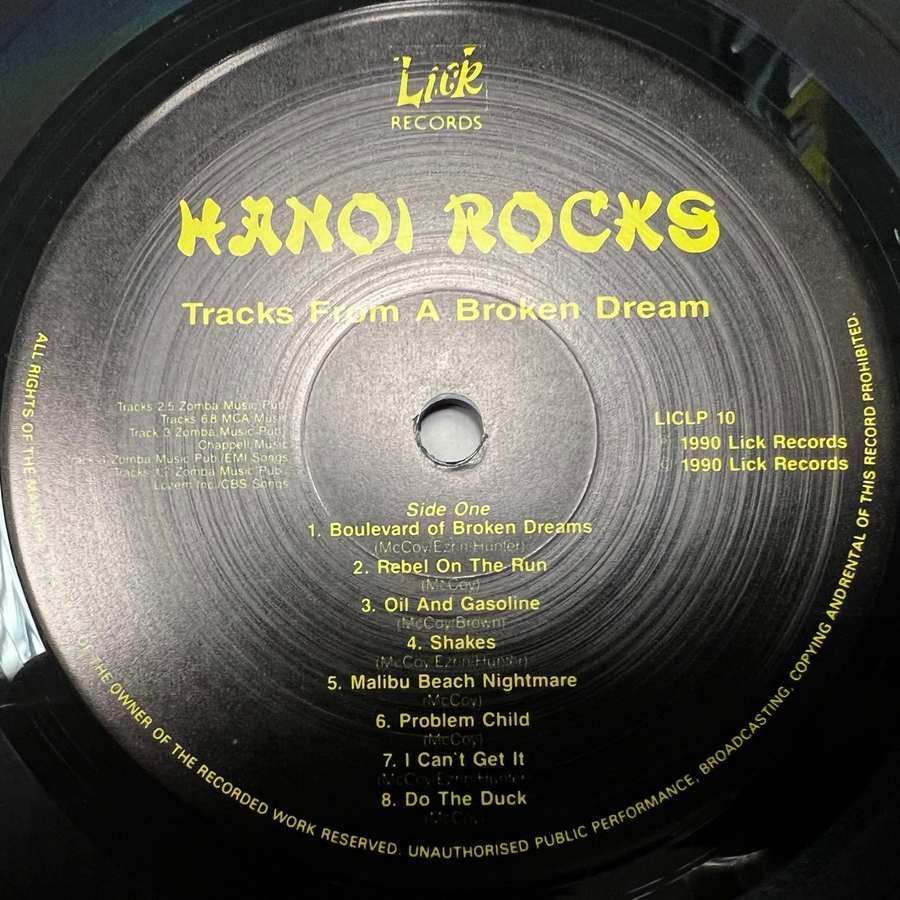 Lick
RECORDS
HANOI ROCKS
Tracks From A Broken Dream
Tracks 2.5 Zomba Music Pub.
Tracks 6.8 MCA Music
Track 3 Zomba Music Pub.
Chappell Music
Zomba Music Pub./EMI Songs
Zomba Music Pub.
Inc./CBS Songs
LICLP 10
℗ 1990 Lick Records
© 1990 Lick Records
Side One
1. Boulevard of Broken Dreams
(McCoy/Ezrin/Hunter)
2. Rebel On The Run
(McCoy)
3. Oil And Gasoline
(McCoy/Brown)
4. Shakes
(McCoy/Ezrin/Hunter)
5. Malibu Beach Nightmare
(McCoy)
6. Problem Child
(McCoy)
7. I Can't Get It
(McCoy/Ezrin/Hunter
8. Do The Duck
(McCoy)
ALL RIGHTS OF THE THE OWNER OF THE RECORDED WORK RESERVED. UNAUTHORISED PUBLIC PERFORMANCE, BROADCASTING, COPYING ANDRENTAL OF THIS RECORD PROHIBITED.